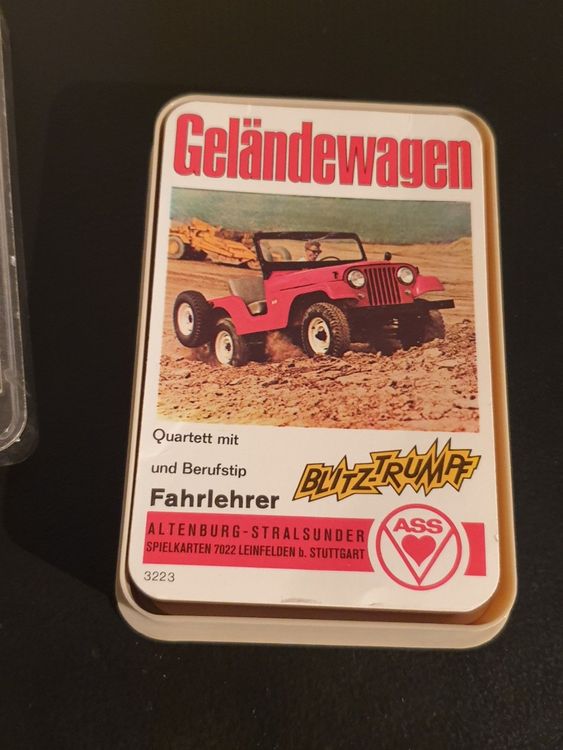 Geländewagen
Quartett mit
BLITZ-TRUMPF
und Berufstip
Fahrlehrer
ALTENBURG-STRALSUNDER
SPIELKARTEN 7022 LEINFELDEN b. STUTTGART
ASS
3223